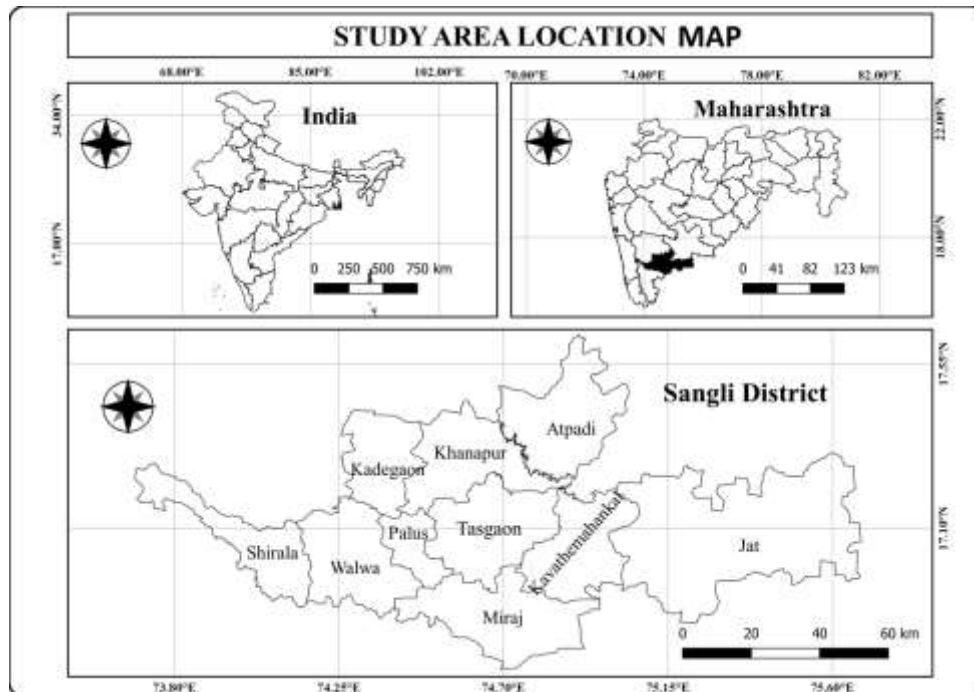 STUDY AREA LOCATION MAP
68.00°E 85.00°E 102.00°E
70.00°E 74.00°E 78.00°E 82.00°E
India
34.00°N
17.00°N
0 250 500 750 km
Maharashtra
22.00°N
18.00°N
0 41 82 123 km
Sangli District
17.55°N
17.10°N
Atpadi
Khanapur
Kadegaon
Tasgaon
Palus
Kavathemahankal
Jat
Shirala
Walwa
Miraj
0 20 40 60 km
73.80°E 74.25°E 74.70°E 75.15°E 75.60°E